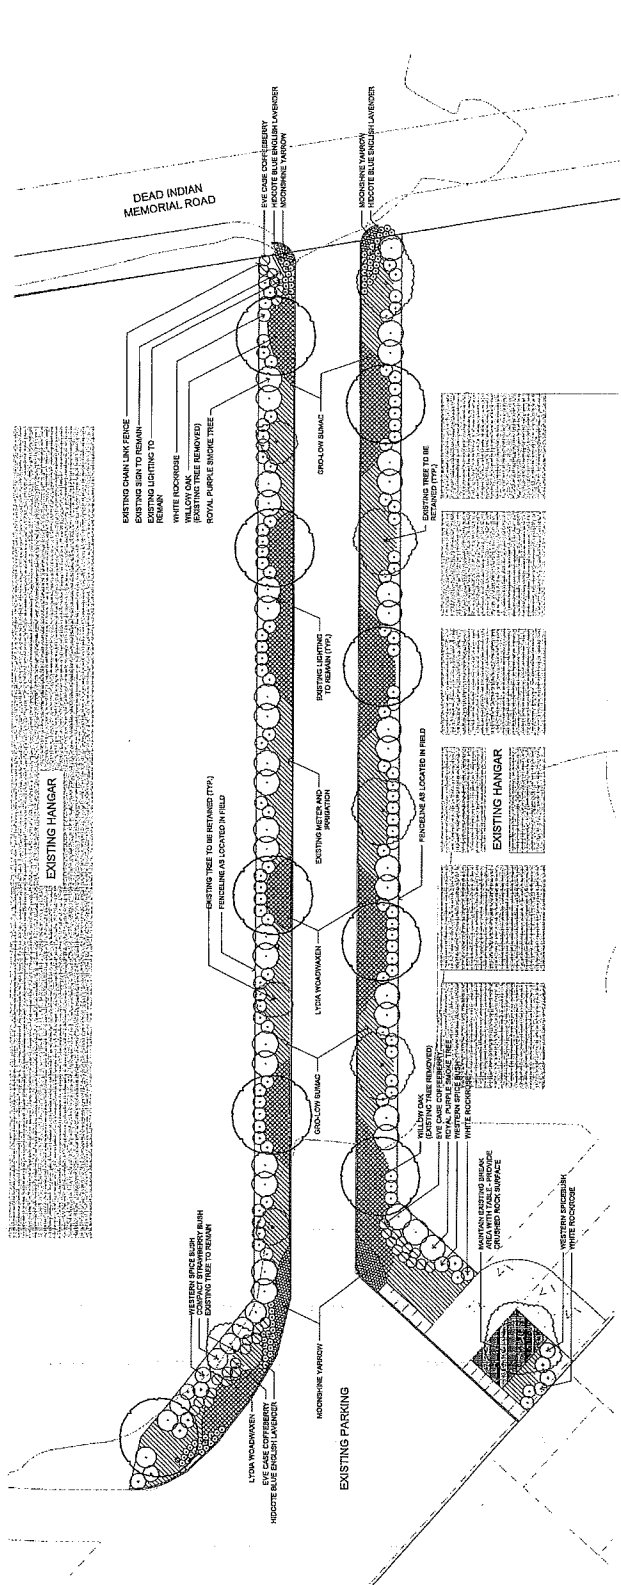 DEAD INDIAN
MEMORIAL ROAD
EVE CASE COFFEEBERRY
HIDCOTE BLUE ENGLISH LAVENDER
MOONSHINE YARROW
MOONSHINE YARROW
HIDCOTE BLUE ENGLISH LAVENDER
EXISTING CHAIN LINK FENCE
EXISTING SIGN TO REMAIN
EXISTING LIGHTING TO
REMAIN
WHITE ROCKROSE
WILLOW OAK
(EXISTING TREE REMOVED)
ROYAL PURPLE SMOKE TREE
GRO-LOW SUMAC
EXISTING TREE TO BE
RETAINED (TYP.)
EXISTING LIGHTING
TO REMAIN (TYP.)
EXISTING HANGAR
EXISTING METER AND
IRRIGATION
FENCELINE AS LOCATED IN FIELD
EXISTING HANGAR
EXISTING TREE TO BE RETAINED (TYP.)
FENCELINE AS LOCATED IN FIELD
LYDIA WOADWAXEN
GRO-LOW SUMAC
WILLOW OAK
(EXISTING TREE REMOVED)
EVE CASE COFFEEBERRY
ROYAL PURPLE SMOKE TREE
WESTERN SPICE BUSH
WHITE ROCKROSE
MAINTAIN EXISTING BREAK
AREA WITH TABLE - PROVIDE
CRUSHED ROCK SURFACE
WESTERN SPICEBUSH
WHITE ROCKROSE
WESTERN SPICE BUSH
COMPACT STRAWBERRY BUSH
EXISTING TREE TO REMAIN
MOONSHINE YARROW
LYDIA WOADWAXEN
EVE CASE COFFEEBERRY
HIDCOTE BLUE ENGLISH LAVENDER
EXISTING PARKING